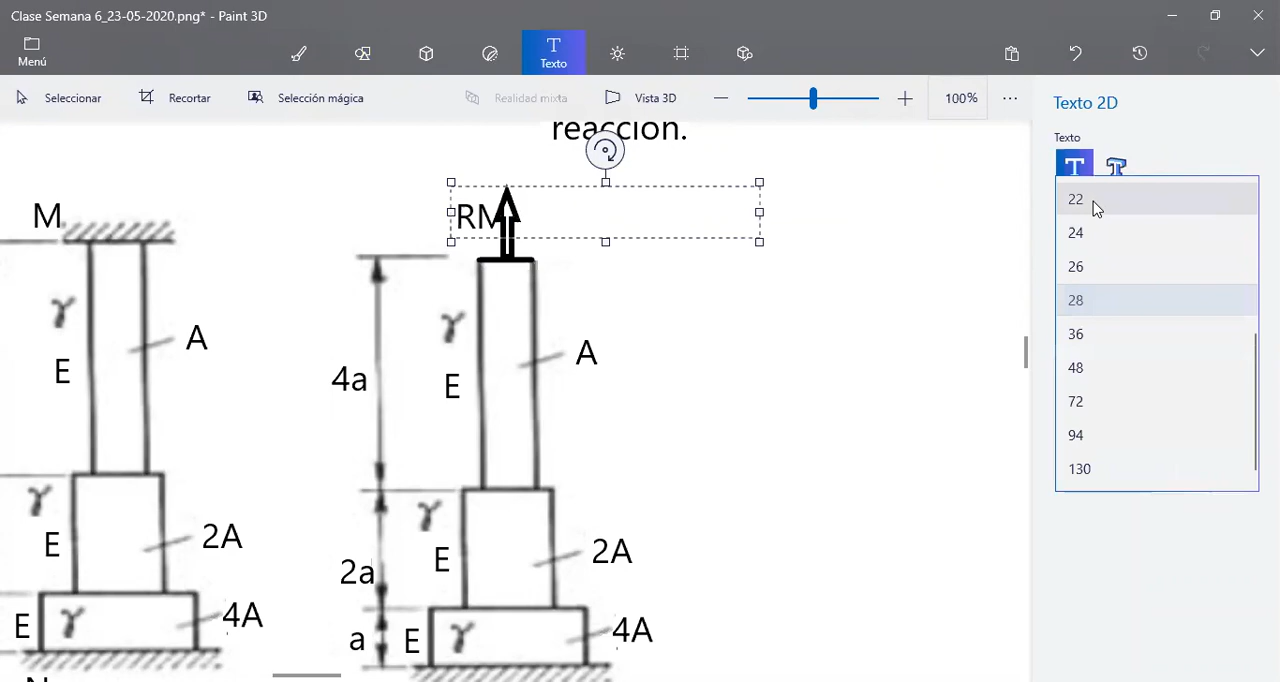 Clase Semana 6_23-05-2020.png* - Paint 3D
Menú
Texto
Seleccionar
Recortar
Selección mágica
Realidad mixta
Vista 3D
100%
Texto 2D
Texto
22
24
26
28
36
48
72
94
130
reacción.
M
γ
A
E
γ
E
2A
E
γ
4A
RM
4a
γ
E
A
2a
γ
E
2A
a
E
γ
4A